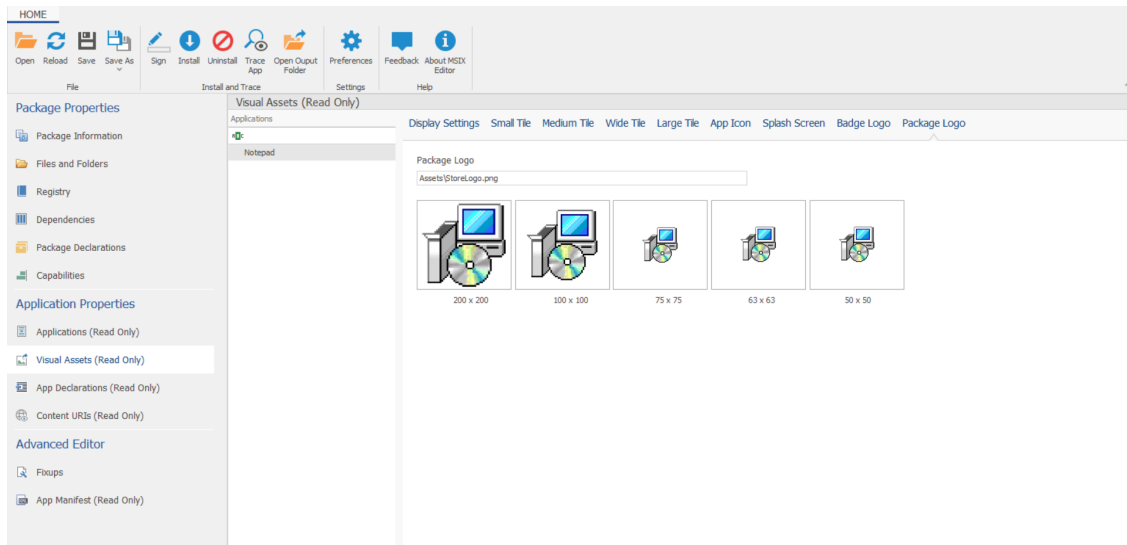 HOME
Open Reload Save Save As Sign Install Uninstall Trace App Open Ouput Folder Preferences Feedback About MSIX Editor
File Install and Trace Settings Help
Package Properties
Package Information
Files and Folders
Registry
Dependencies
Package Declarations
Capabilities
Application Properties
Applications (Read Only)
Visual Assets (Read Only)
App Declarations (Read Only)
Content URIs (Read Only)
Advanced Editor
Fixups
App Manifest (Read Only)
Visual Assets (Read Only)
Applications
Notepad
Display Settings Small Tile Medium Tile Wide Tile Large Tile App Icon Splash Screen Badge Logo Package Logo
Package Logo
Assets\StoreLogo.png
200 x 200 100 x 100 75 x 75 63 x 63 50 x 50